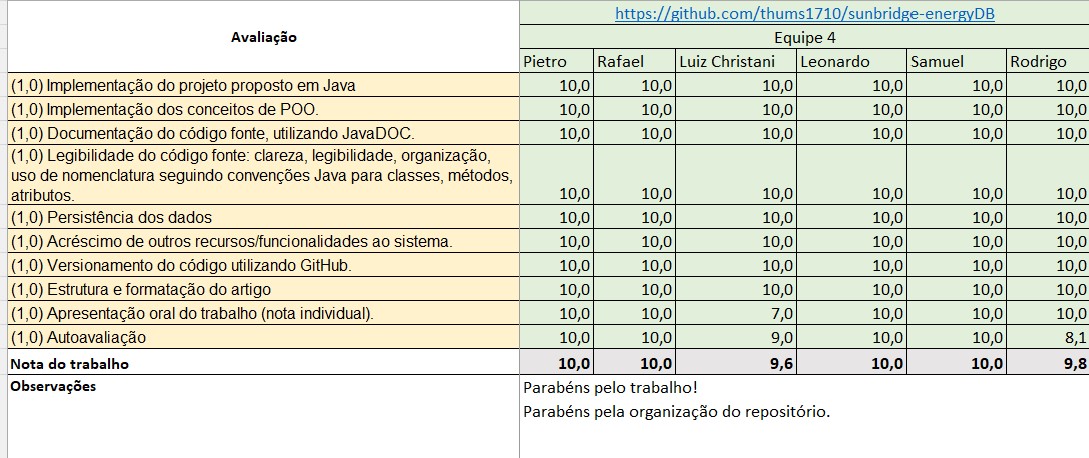 https://github.com/thums1710/sunbridge-energyDB
Avaliação
Equipe 4
Pietro Rafael Luiz Christani Leonardo Samuel Rodrigo
(1,0) Implementação do projeto proposto em Java 10,0 10,0 10,0 10,0 10,0 10,0
(1,0) Implementação dos conceitos de POO. 10,0 10,0 10,0 10,0 10,0 10,0
(1,0) Documentação do código fonte, utilizando JavaDOC. 10,0 10,0 10,0 10,0 10,0 10,0
(1,0) Legibilidade do código fonte: clareza, legibilidade, organização,
uso de nomenclatura seguindo convenções Java para classes, métodos,
atributos. 10,0 10,0 10,0 10,0 10,0 10,0
(1,0) Persistência dos dados 10,0 10,0 10,0 10,0 10,0 10,0
(1,0) Acréscimo de outros recursos/funcionalidades ao sistema. 10,0 10,0 10,0 10,0 10,0 10,0
(1,0) Versionamento do código utilizando GitHub. 10,0 10,0 10,0 10,0 10,0 10,0
(1,0) Estrutura e formatação do artigo 10,0 10,0 10,0 10,0 10,0 10,0
(1,0) Apresentação oral do trabalho (nota individual). 10,0 10,0 7,0 10,0 10,0 10,0
(1,0) Autoavaliação 10,0 10,0 9,0 10,0 10,0 8,1
Nota do trabalho 10,0 10,0 9,6 10,0 10,0 9,8
Observações Parabéns pelo trabalho!
Parabéns pela organização do repositório.